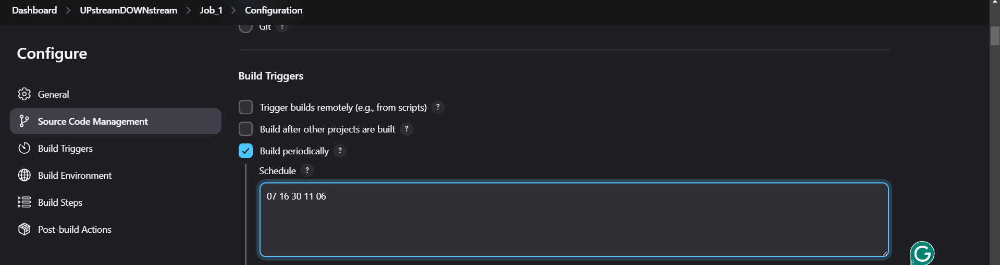 Dashboard > UPstreamDOWNstream > Job_1 > Configuration
Git ?
Configure
General
Source Code Management
Build Triggers
Build Environment
Build Steps
Post-build Actions
Build Triggers
Trigger builds remotely (e.g., from scripts) ?
Build after other projects are built ?
Build periodically ?
Schedule ?
07 16 30 11 06
G